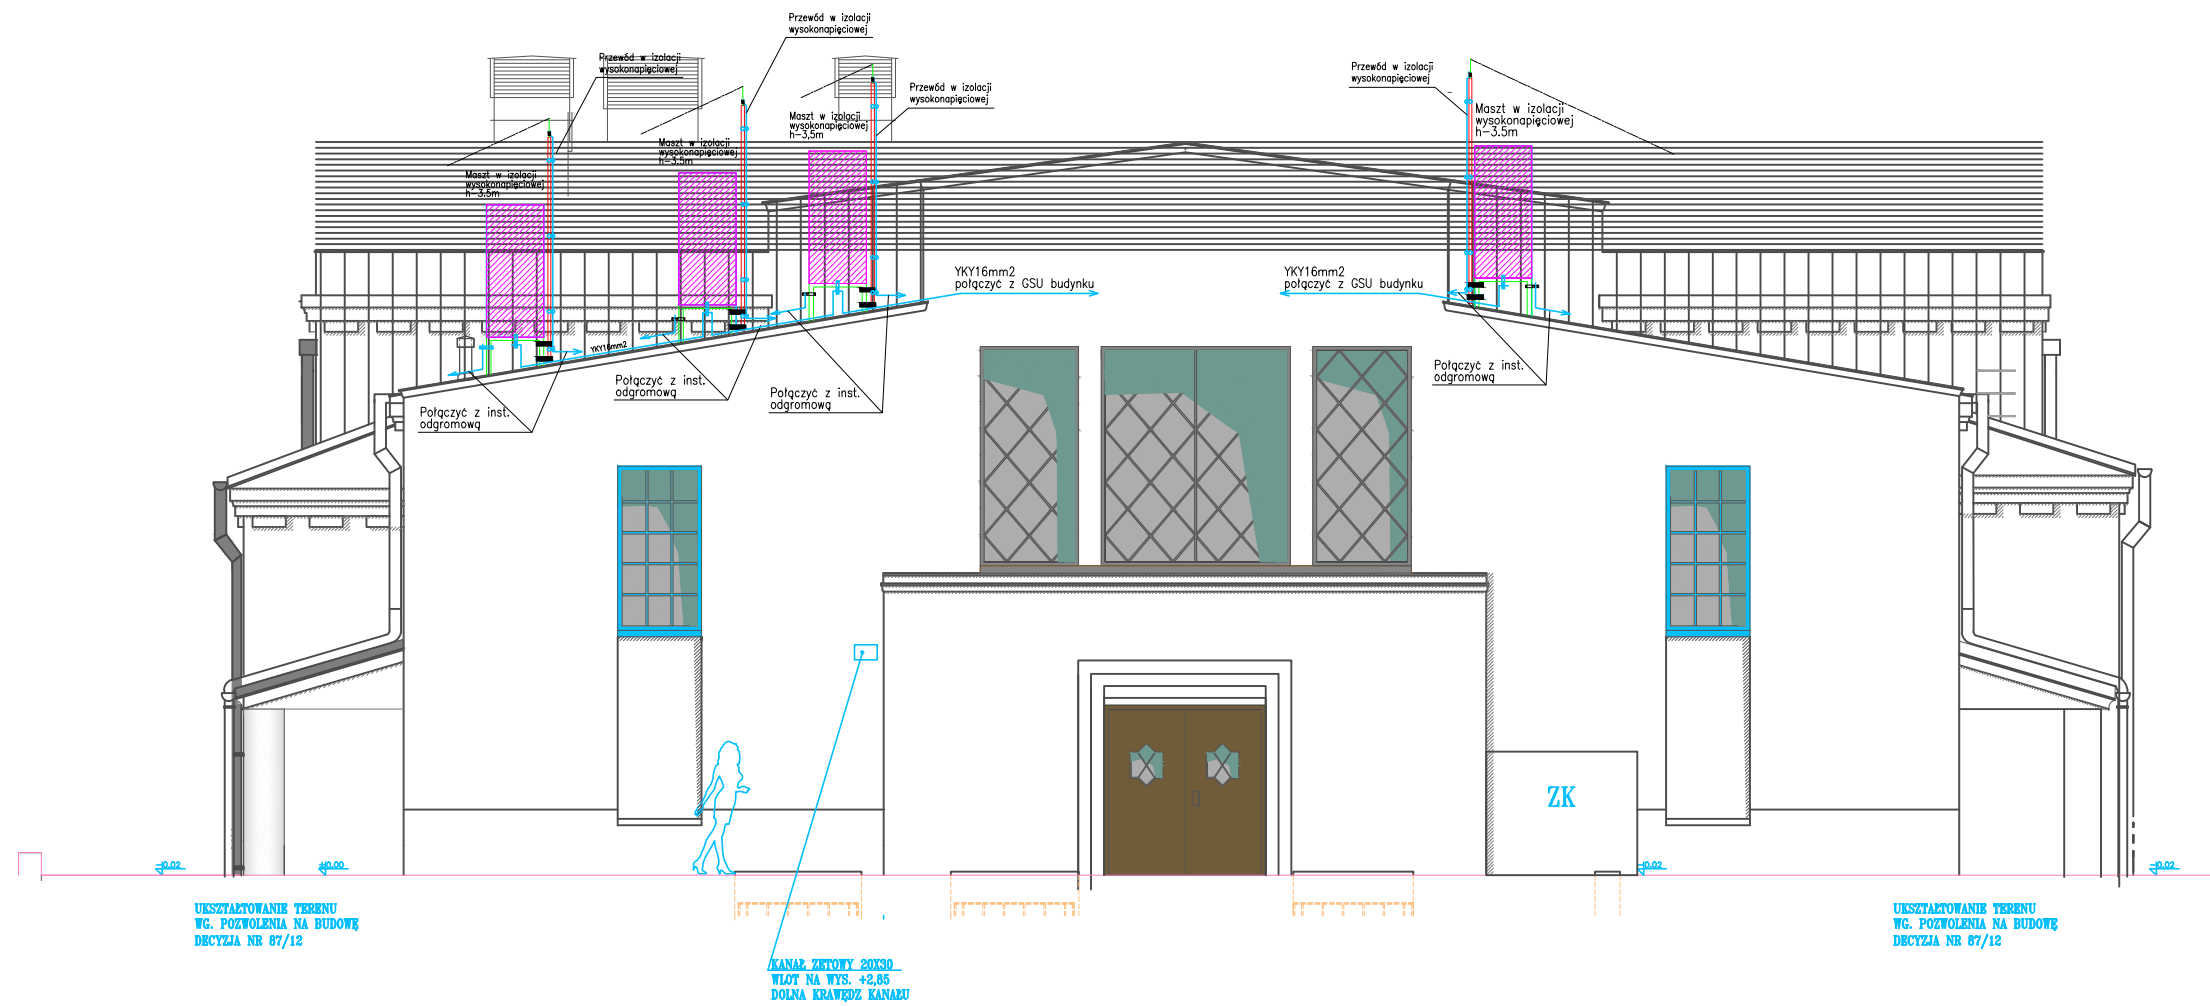 Przewód w izolacji
wysokonapięciowej
Przewód w izolacji
wysokonapięciowej
Przewód w izolacji
wysokonapięciowej
Przewód w izolacji
wysokonapięciowej
Maszt w izolacji
wysokonapięciowej
h-3,5m
Maszt w izolacji
wysokonapięciowej
h-3.5m
Maszt w izolacji
wysokonapięciowej
h-3.5m
Maszt w izolacji
wysokonapięciowej
h-3.5m
YKY16mm2
połączyć z GSU budynku
YKY16mm2
połączyć z GSU budynku
YKY16mm2
Połączyć z inst.
odgromową
Połączyć z inst.
odgromową
Połączyć z inst.
odgromową
Połączyć z inst.
odgromową
ZK
-0.02
±0.00
-0.02
-0.02
UKSZTAŁTOWANIE TERENU
WG. POZWOLENIA NA BUDOWĘ
DECYZJA NR 87/12
UKSZTAŁTOWANIE TERENU
WG. POZWOLENIA NA BUDOWĘ
DECYZJA NR 87/12
KANAŁ ZETOWY 20X30
WLOT NA WYS. +2,85
DOLNA KRAWĘDZ KANAŁU